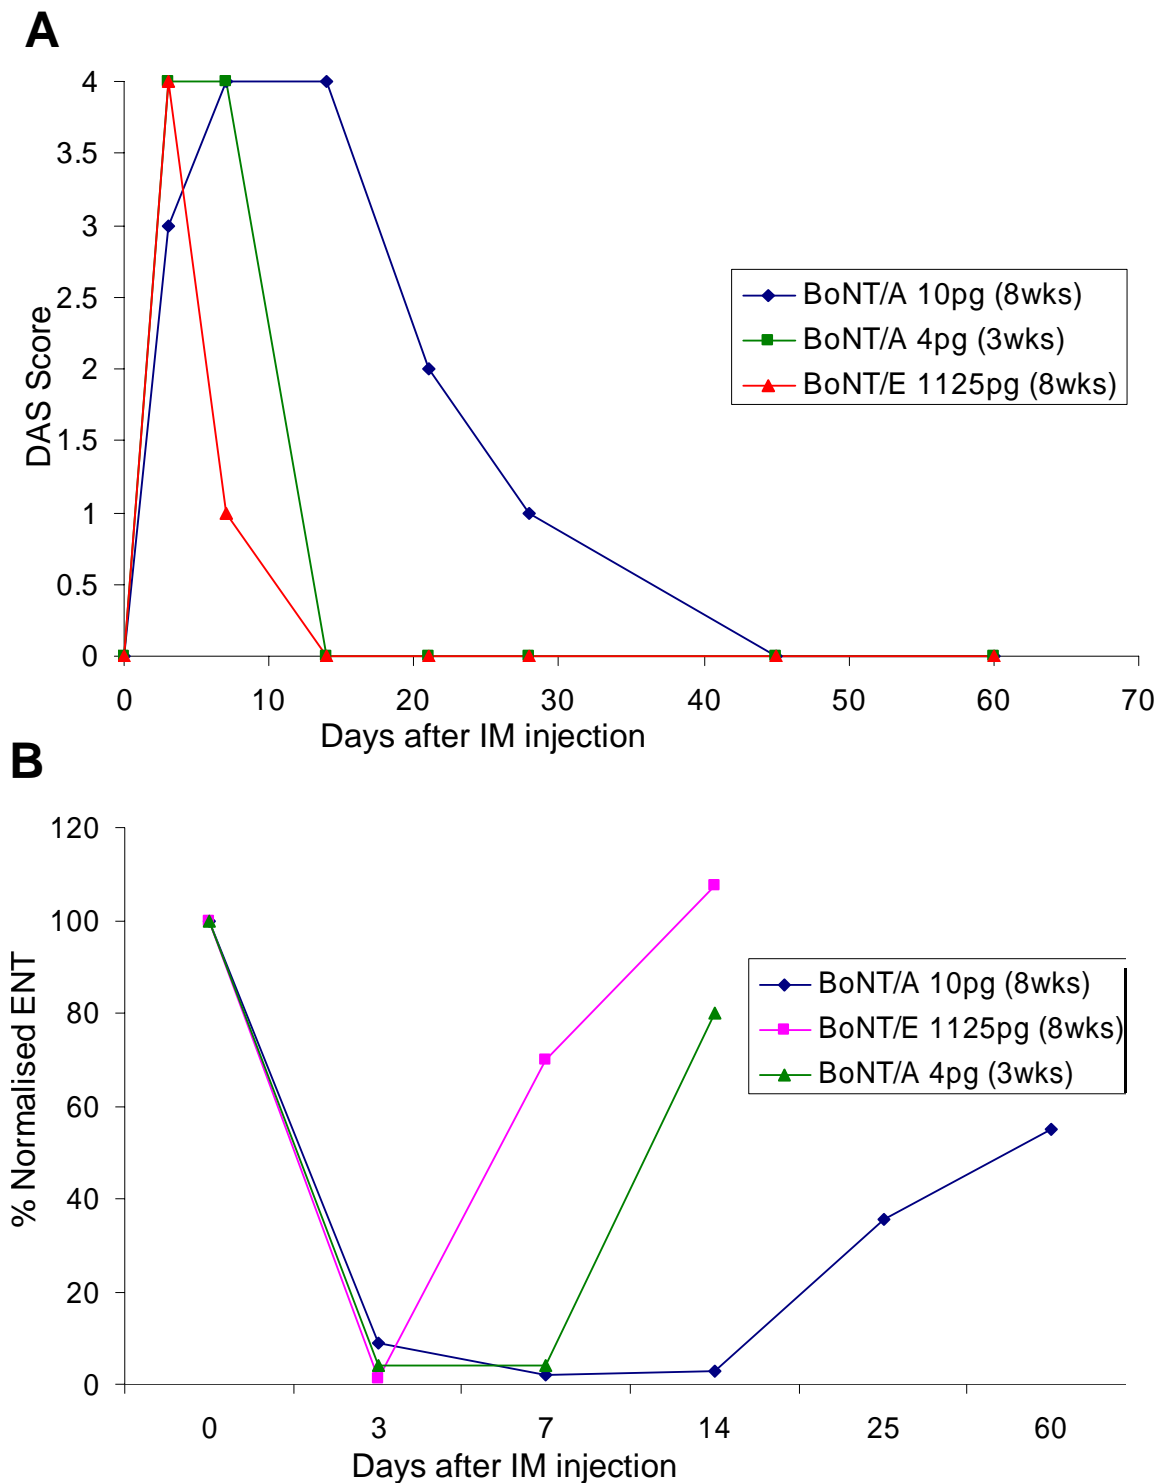 A
4
3.5
3
2.5
2
1.5
1
0.5
0
DAS Score
BoNT/A 10pg (8wks)
BoNT/A 4pg (3wks)
BoNT/E 1125pg (8wks)
0 10 20 30 40 50 60 70
Days after IM injection
B
120
100
80
60
40
20
0
% Normalised ENT
BoNT/A 10pg (8wks)
BoNT/E 1125pg (8wks)
BoNT/A 4pg (3wks)
0 3 7 14 25 60
Days after IM injection